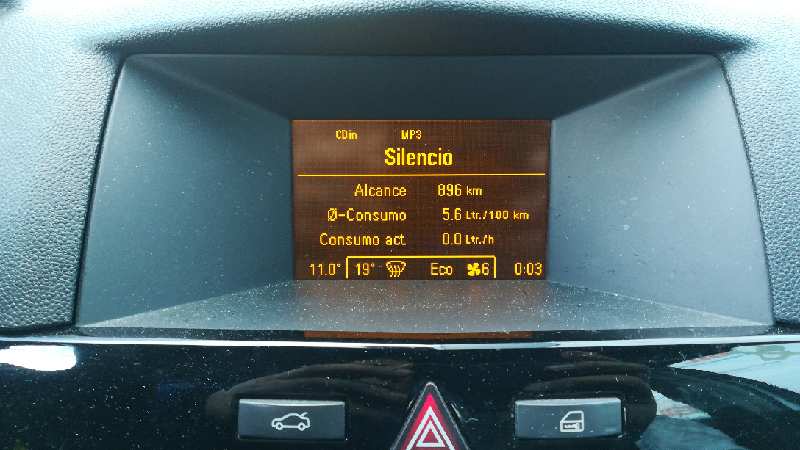 CDin MP3
Silencio
Alcance 896 km
Ø-Consumo 5.6 Ltr./100 km
Consumo act. 0.0 Ltr./h
11.0° 19° Eco 6 0:03